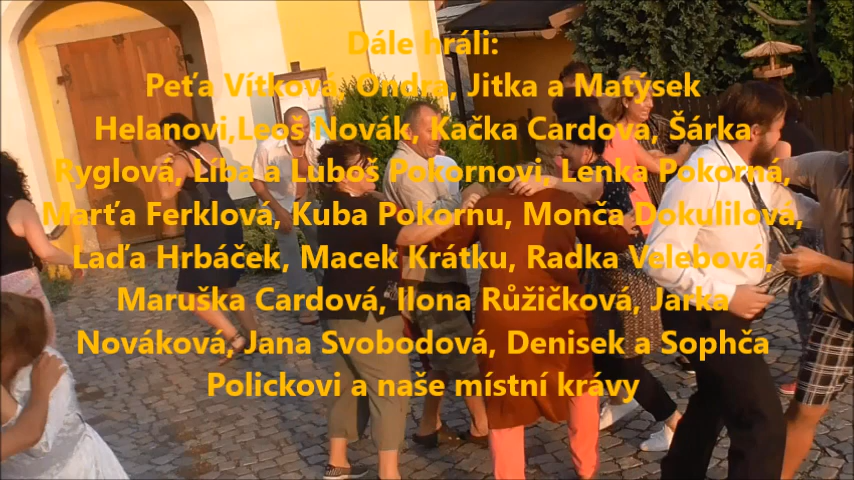 Dále hráli:
Peťa Vítková, Ondra, Jitka a Matýsek
Helanovi,Leoš Novák, Kačka Cardova, Šárka
Ryglová, Líba a Luboš Pokornovi, Lenka Pokorná,
Marťa Ferklová, Kuba Pokornu, Monča Dokulilová,
Laďa Hrbáček, Macek Krátku, Radka Velebová,
Maruška Cardová, Ilona Růžičková, Jarka
Nováková, Jana Svobodová, Denisek a Sophča
Polickovi a naše místní krávy